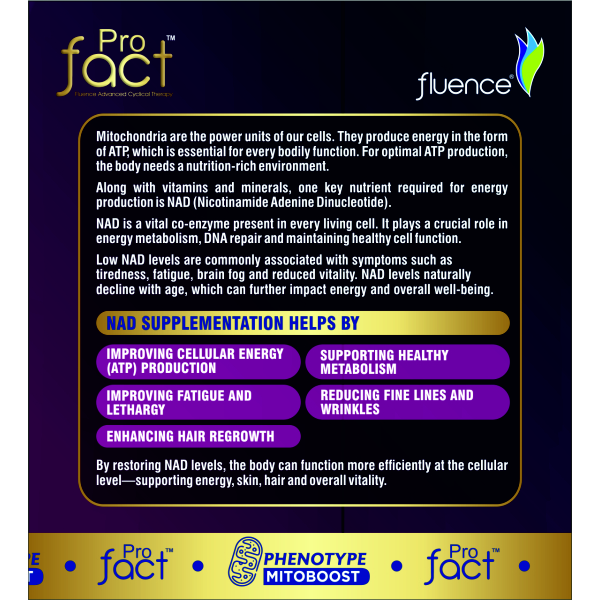 Pro
fact™
Fluence Advanced Cyclical Therapy
fluence®
Mitochondria are the power units of our cells. They produce energy in the form
of ATP, which is essential for every bodily function. For optimal ATP production,
the body needs a nutrition-rich environment.
Along with vitamins and minerals, one key nutrient required for energy
production is NAD (Nicotinamide Adenine Dinucleotide).
NAD is a vital co-enzyme present in every living cell. It plays a crucial role in
energy metabolism, DNA repair and maintaining healthy cell function.
Low NAD levels are commonly associated with symptoms such as
tiredness, fatigue, brain fog and reduced vitality. NAD levels naturally
decline with age, which can further impact energy and overall well-being.
NAD SUPPLEMENTATION HELPS BY
IMPROVING CELLULAR ENERGY
(ATP) PRODUCTION
SUPPORTING HEALTHY
METABOLISM
IMPROVING FATIGUE AND
LETHARGY
REDUCING FINE LINES AND
WRINKLES
ENHANCING HAIR REGROWTH
By restoring NAD levels, the body can function more efficiently at the cellular
level—supporting energy, skin, hair and overall vitality.
PE
T
Pro
fact™
PHENOTYPE
MITOBOOST
Pro
fact™